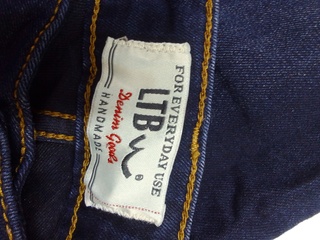 FOR EVERYDAY USE
LTB ®
Denim Goods
HANDMADE